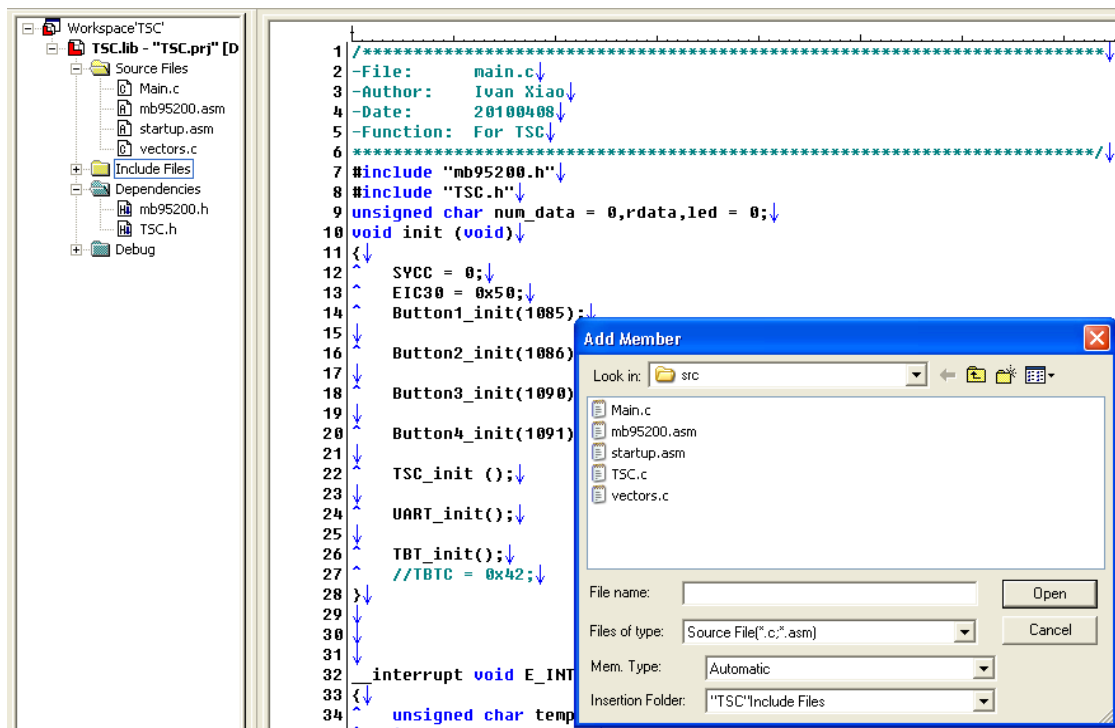 Workspace'TSC'
TSC.lib - "TSC.prj" [D
Source Files
Main.c
mb95200.asm
startup.asm
vectors.c
Include Files
Dependencies
mb95200.h
TSC.h
Debug
1 /****************************************************************************
2 -File: main.c
3 -Author: Ivan Xiao
4 -Date: 20100408
5 -Function: For TSC
6 ****************************************************************************/
7 #include "mb95200.h"
8 #include "TSC.h"
9 unsigned char num_data = 0,rdata,led = 0;
10 void init (void)
11 {
12 SYCC = 0;
13 EIC30 = 0x50;
14 Button1_init(1085);
15
16 Button2_init(1086)
17
18 Button3_init(1090)
19
20 Button4_init(1091)
21
22 TSC_init ();
23
24 UART_init();
25
26 TBT_init();
27 //TBTC = 0x42;
28 }
29
30
31
32 __interrupt void E_INT
33 {
34 unsigned char temp
Add Member
Look in: src
Main.c
mb95200.asm
startup.asm
TSC.c
vectors.c
File name:
Open
Files of type: Source File(*.c;*.asm)
Cancel
Mem. Type: Automatic
Insertion Folder: "TSC"Include Files